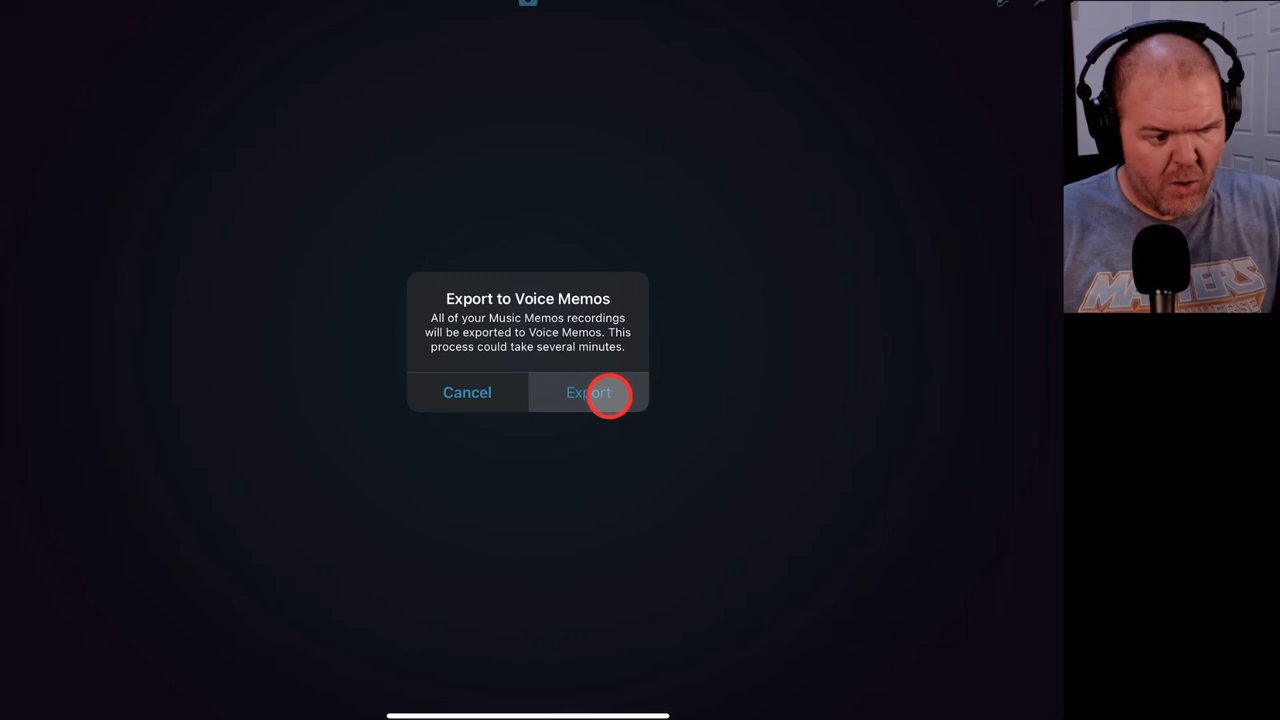 Export to Voice Memos
All of your Music Memos recordings
will be exported to Voice Memos. This
process could take several minutes.
Cancel
Export
MASTERS